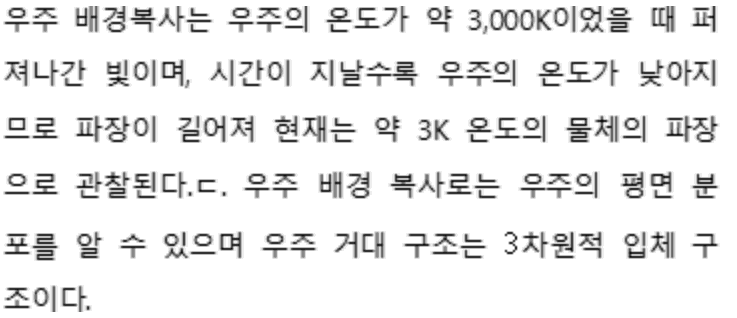 우주 배경복사는 우주의 온도가 약 3,000K이었을 때 퍼
져나간 빛이며, 시간이 지날수록 우주의 온도가 낮아지
므로 파장이 길어져 현재는 약 3K 온도의 물체의 파장
으로 관찰된다.ㄷ. 우주 배경 복사로는 우주의 평면 분
포를 알 수 있으며 우주 거대 구조는 3차원적 입체 구
조이다.